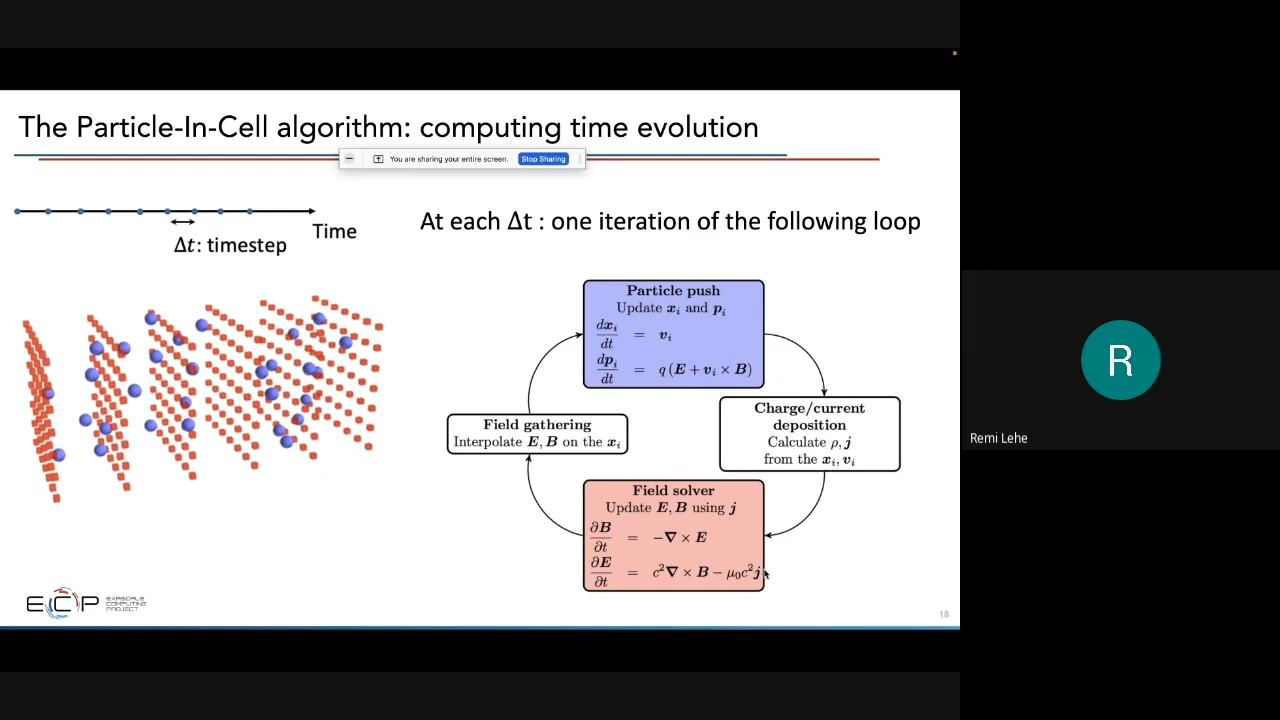 The Particle-In-Cell algorithm: computing time evolution
You are sharing your entire screen.
Stop Sharing
Time
Δt: timestep
At each Δt : one iteration of the following loop
Particle push
Update xᵢ and pᵢ
dxᵢ/dt = vᵢ
dpᵢ/dt = q (E + vᵢ × B)
Charge/current
deposition
Calculate ρ, j
from the xᵢ, vᵢ
Field gathering
Interpolate E, B on the xᵢ
Field solver
Update E, B using j
∂B/∂t = −∇ × E
∂E/∂t = c²∇ × B − μ₀c²j
ECP
EXASCALE
COMPUTING
PROJECT
18
R
Remi Lehe